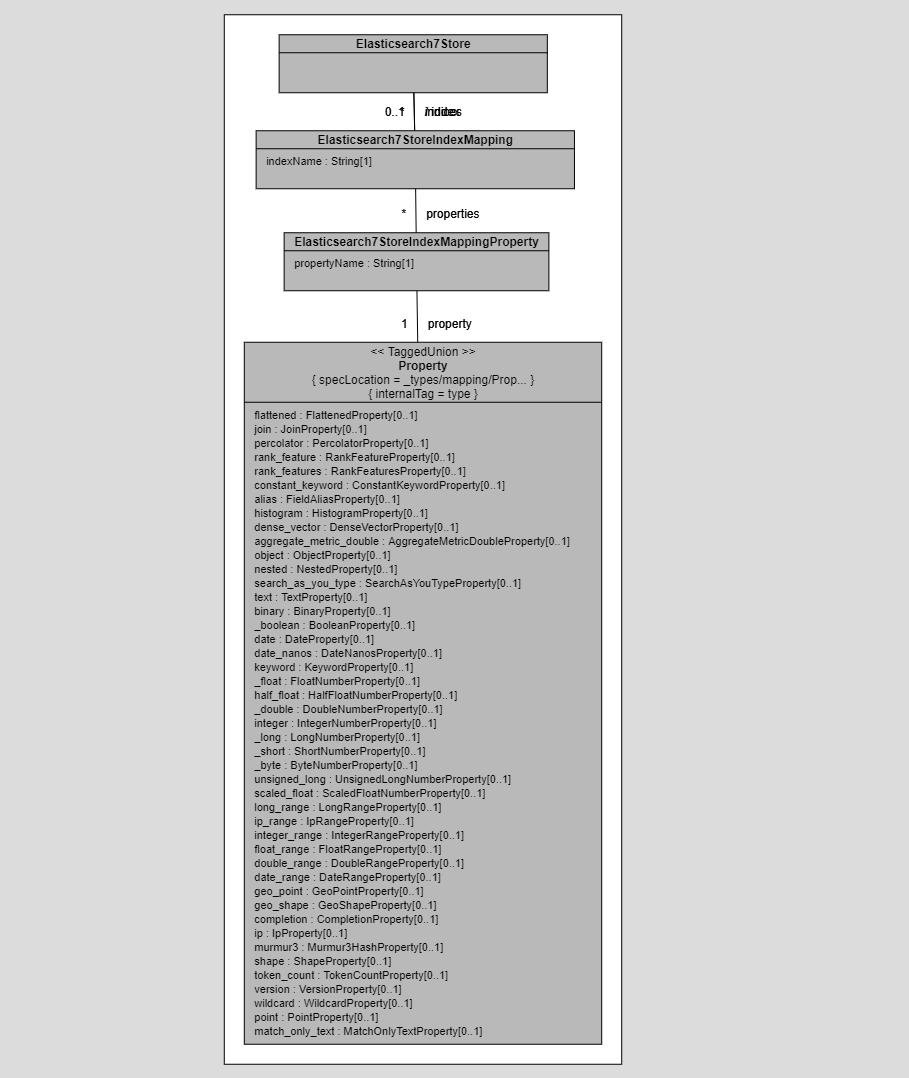 Elasticsearch7Store
0..1 * index indices
Elasticsearch7StoreIndexMapping
indexName : String[1]
* properties
Elasticsearch7StoreIndexMappingProperty
propertyName : String[1]
1 property
<< TaggedUnion >>
Property
{ specLocation = _types/mapping/Prop... }
{ internalTag = type }
flattened : FlattenedProperty[0..1]
join : JoinProperty[0..1]
percolator : PercolatorProperty[0..1]
rank_feature : RankFeatureProperty[0..1]
rank_features : RankFeaturesProperty[0..1]
constant_keyword : ConstantKeywordProperty[0..1]
alias : FieldAliasProperty[0..1]
histogram : HistogramProperty[0..1]
dense_vector : DenseVectorProperty[0..1]
aggregate_metric_double : AggregateMetricDoubleProperty[0..1]
object : ObjectProperty[0..1]
nested : NestedProperty[0..1]
search_as_you_type : SearchAsYouTypeProperty[0..1]
text : TextProperty[0..1]
binary : BinaryProperty[0..1]
_boolean : BooleanProperty[0..1]
date : DateProperty[0..1]
date_nanos : DateNanosProperty[0..1]
keyword : KeywordProperty[0..1]
_float : FloatNumberProperty[0..1]
half_float : HalfFloatNumberProperty[0..1]
_double : DoubleNumberProperty[0..1]
integer : IntegerNumberProperty[0..1]
_long : LongNumberProperty[0..1]
_short : ShortNumberProperty[0..1]
_byte : ByteNumberProperty[0..1]
unsigned_long : UnsignedLongNumberProperty[0..1]
scaled_float : ScaledFloatNumberProperty[0..1]
long_range : LongRangeProperty[0..1]
ip_range : IpRangeProperty[0..1]
integer_range : IntegerRangeProperty[0..1]
float_range : FloatRangeProperty[0..1]
double_range : DoubleRangeProperty[0..1]
date_range : DateRangeProperty[0..1]
geo_point : GeoPointProperty[0..1]
geo_shape : GeoShapeProperty[0..1]
completion : CompletionProperty[0..1]
ip : IpProperty[0..1]
murmur3 : Murmur3HashProperty[0..1]
shape : ShapeProperty[0..1]
token_count : TokenCountProperty[0..1]
version : VersionProperty[0..1]
wildcard : WildcardProperty[0..1]
point : PointProperty[0..1]
match_only_text : MatchOnlyTextProperty[0..1]